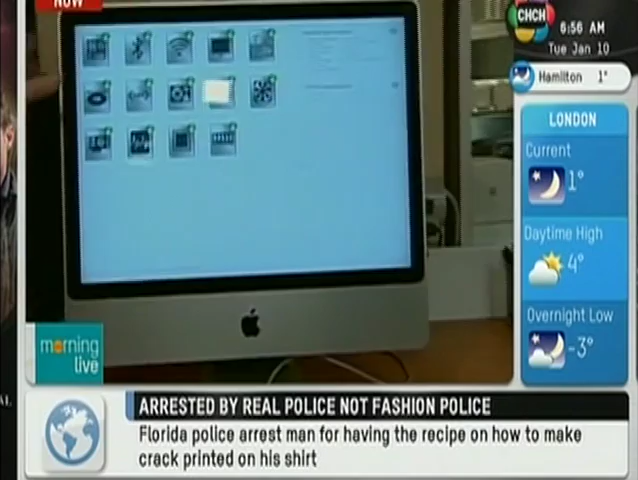 NOW
CHCH
6:56 AM
Tue Jan 10
Hamilton 1°
LONDON
Current
1°
Daytime High
4°
Overnight Low
-3°
morning
live
ARRESTED BY REAL POLICE NOT FASHION POLICE
Florida police arrest man for having the recipe on how to make
crack printed on his shirt